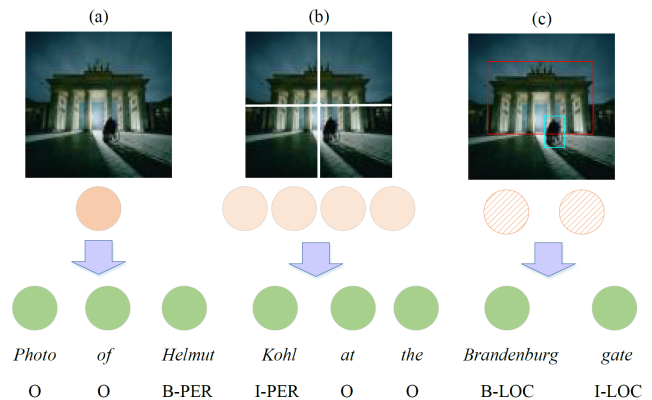 (a) (b) (c)
Photo of Helmut Kohl at the Brandenburg gate
O O B-PER I-PER O O B-LOC I-LOC